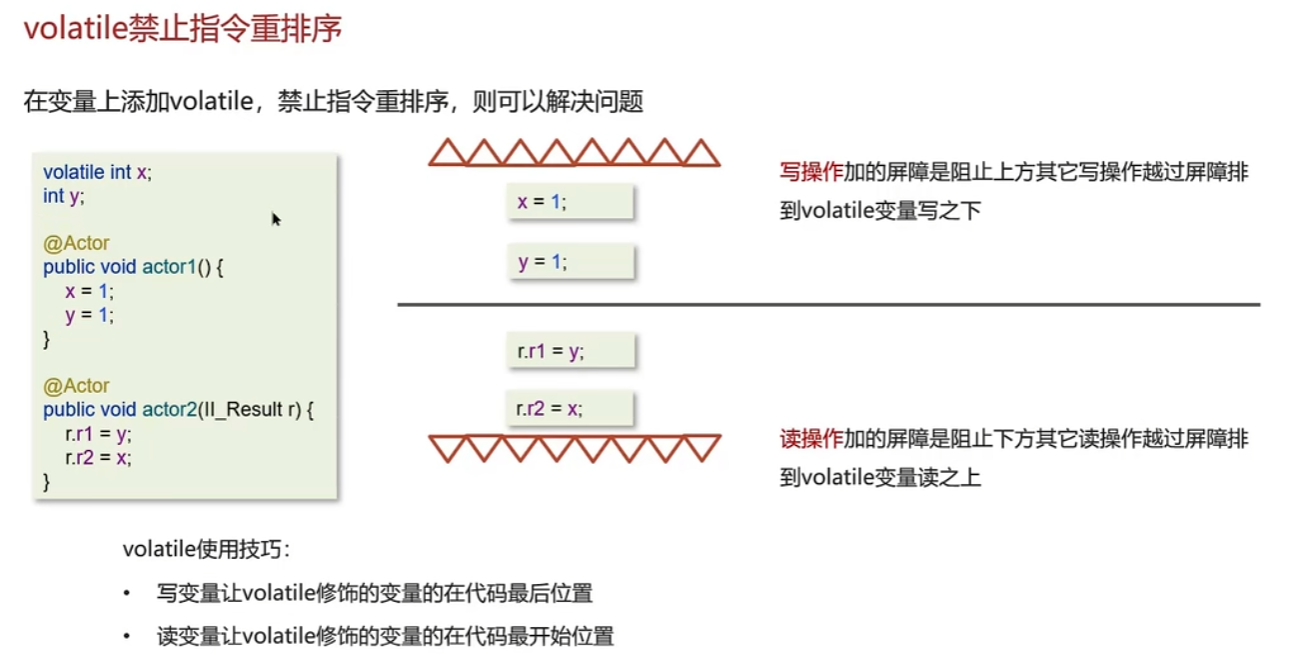 volatile禁止指令重排序
在变量上添加volatile，禁止指令重排序，则可以解决问题
volatile int x;
int y;
@Actor
public void actor1() {
x = 1;
y = 1;
}
@Actor
public void actor2(II_Result r) {
r.r1 = y;
r.r2 = x;
}
x = 1;
y = 1;
r.r1 = y;
r.r2 = x;
写操作加的屏障是阻止上方其它写操作越过屏障排
到volatile变量写之下
读操作加的屏障是阻止下方其它读操作越过屏障排
到volatile变量读之上
volatile使用技巧：
• 写变量让volatile修饰的变量的在代码最后位置
• 读变量让volatile修饰的变量的在代码最开始位置